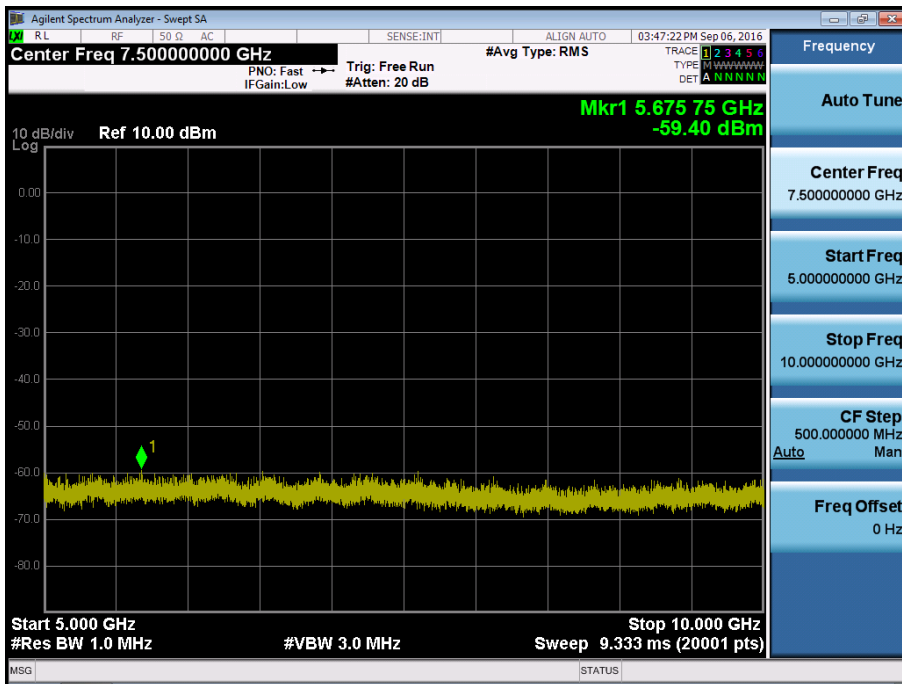 Agilent Spectrum Analyzer - Swept SA
LXI RL RF 50 Ω AC SENSE:INT ALIGN AUTO 03:47:22 PM Sep 06, 2016
Center Freq 7.500000000 GHz
PNO: Fast
IFGain:Low
Trig: Free Run
#Atten: 20 dB
#Avg Type: RMS
TRACE 1 2 3 4 5 6
TYPE M WWWWW
DET A N N N N N
Mkr1 5.675 75 GHz
-59.40 dBm
10 dB/div Ref 10.00 dBm
Log
0.00
-10.0
-20.0
-30.0
-40.0
-50.0
-60.0
-70.0
-80.0
1
Start 5.000 GHz Stop 10.000 GHz
#Res BW 1.0 MHz #VBW 3.0 MHz Sweep 9.333 ms (20001 pts)
MSG STATUS
Frequency
Auto Tune
Center Freq
7.500000000 GHz
Start Freq
5.000000000 GHz
Stop Freq
10.000000000 GHz
CF Step
500.000000 MHz
Auto Man
Freq Offset
0 Hz